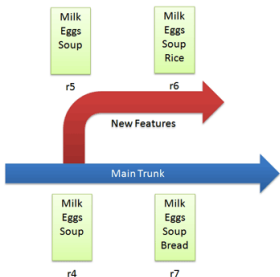 Milk
Eggs
Soup
r5
Milk
Eggs
Soup
Rice
r6
New Features
Main Trunk
Milk
Eggs
Soup
r4
Milk
Eggs
Soup
Bread
r7